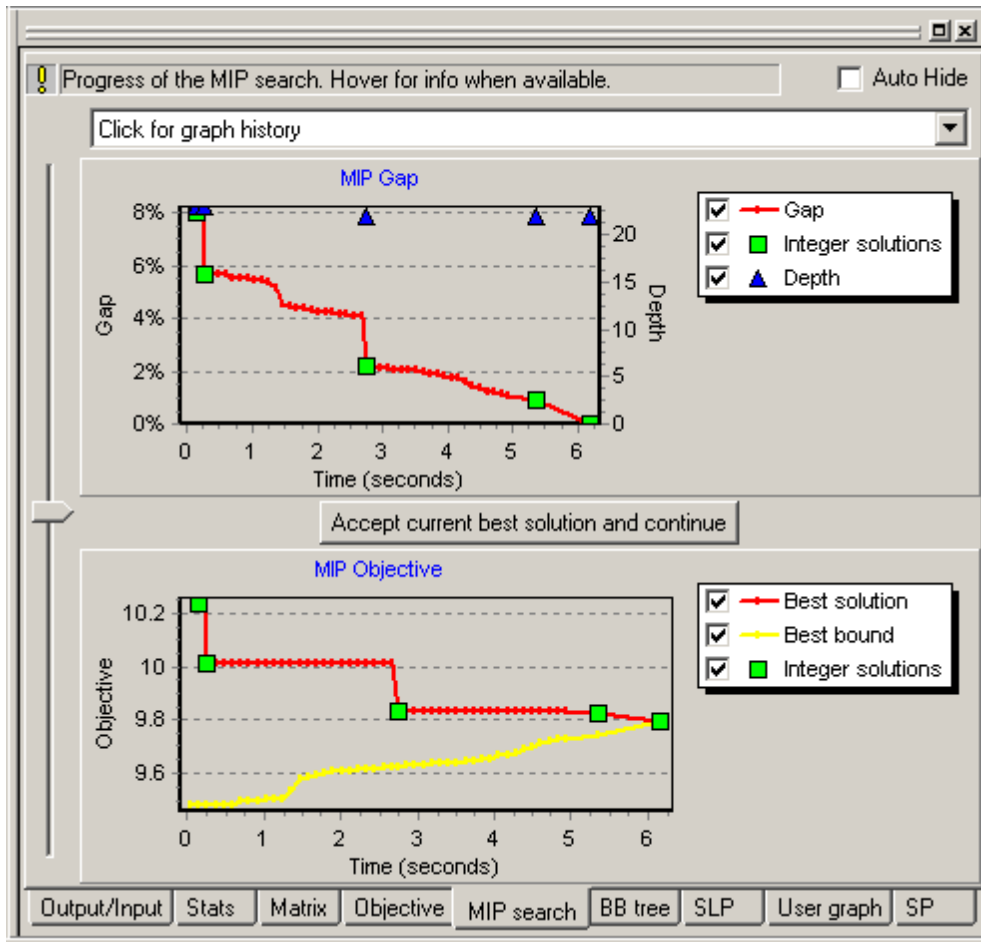 Progress of the MIP search. Hover for info when available.
Auto Hide
Click for graph history
MIP Gap
8%
6%
4%
2%
0%
Gap
20
15
10
5
0
Depth
0 1 2 3 4 5 6
Time (seconds)
Gap
Integer solutions
Depth
Accept current best solution and continue
MIP Objective
10.2
10
9.8
9.6
Objective
0 1 2 3 4 5 6
Time (seconds)
Best solution
Best bound
Integer solutions
Output/Input Stats Matrix Objective MIP search BB tree SLP User graph SP